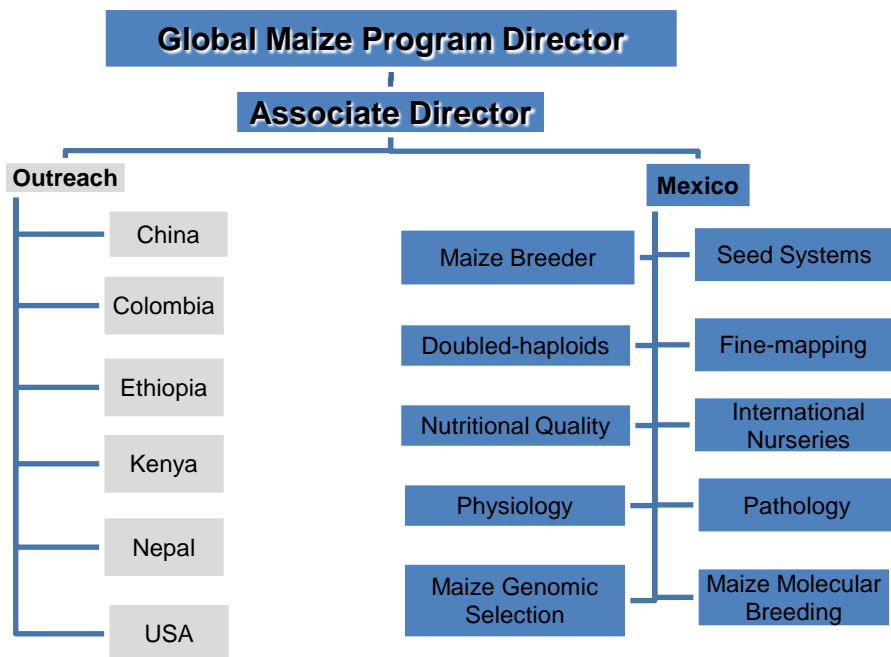 Global Maize Program Director
Associate Director
Outreach
China
Colombia
Ethiopia
Kenya
Nepal
USA
Mexico
Maize Breeder
Seed Systems
Doubled-haploids
Fine-mapping
Nutritional Quality
International
Nurseries
Physiology
Pathology
Maize Genomic
Selection
Maize Molecular
Breeding